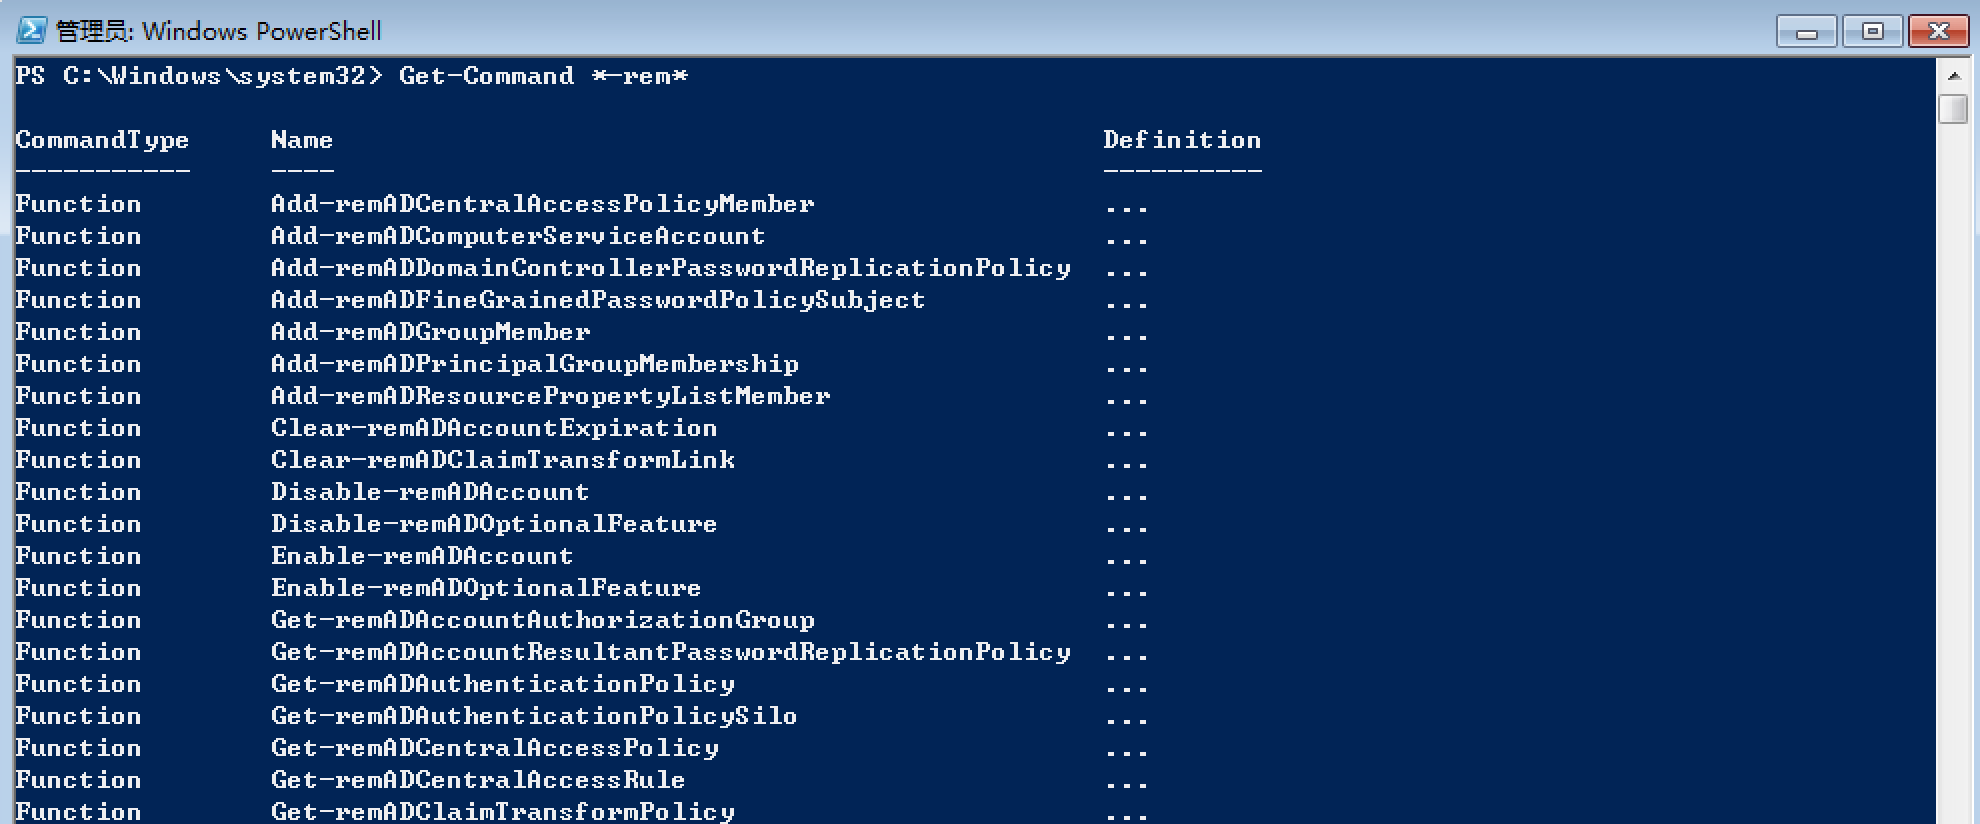 管理员: Windows PowerShell
PS C:\Windows\system32> Get-Command *-rem*
CommandType Name Definition
----------- ---- ----------
Function Add-remADCentralAccessPolicyMember ...
Function Add-remADComputerServiceAccount ...
Function Add-remADDomainControllerPasswordReplicationPolicy ...
Function Add-remADFineGrainedPasswordPolicySubject ...
Function Add-remADGroupMember ...
Function Add-remADPrincipalGroupMembership ...
Function Add-remADResourcePropertyListMember ...
Function Clear-remADAccountExpiration ...
Function Clear-remADClaimTransformLink ...
Function Disable-remADAccount ...
Function Disable-remADOptionalFeature ...
Function Enable-remADAccount ...
Function Enable-remADOptionalFeature ...
Function Get-remADAccountAuthorizationGroup ...
Function Get-remADAccountResultantPasswordReplicationPolicy ...
Function Get-remADAuthenticationPolicy ...
Function Get-remADAuthenticationPolicySilo ...
Function Get-remADCentralAccessPolicy ...
Function Get-remADCentralAccessRule ...
Function Get-remADClaimTransformPolicy ...